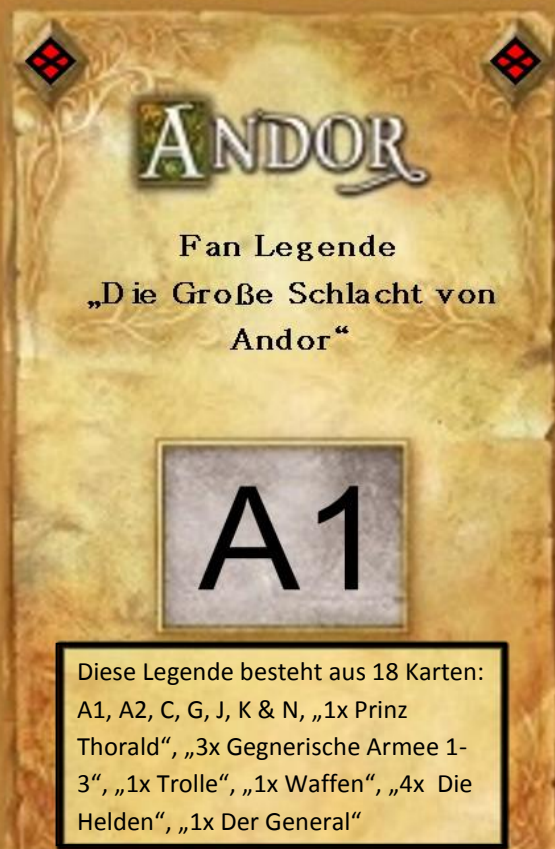 ANDOR
Fan Legende
„Die Große Schlacht von
Andor“
A1
Diese Legende besteht aus 18 Karten:
A1, A2, C, G, J, K & N, „1x Prinz
Thorald“, „3x Gegnerische Armee 1-
3“, „1x Trolle“, „1x Waffen“, „4x Die
Helden“, „1x Der General“